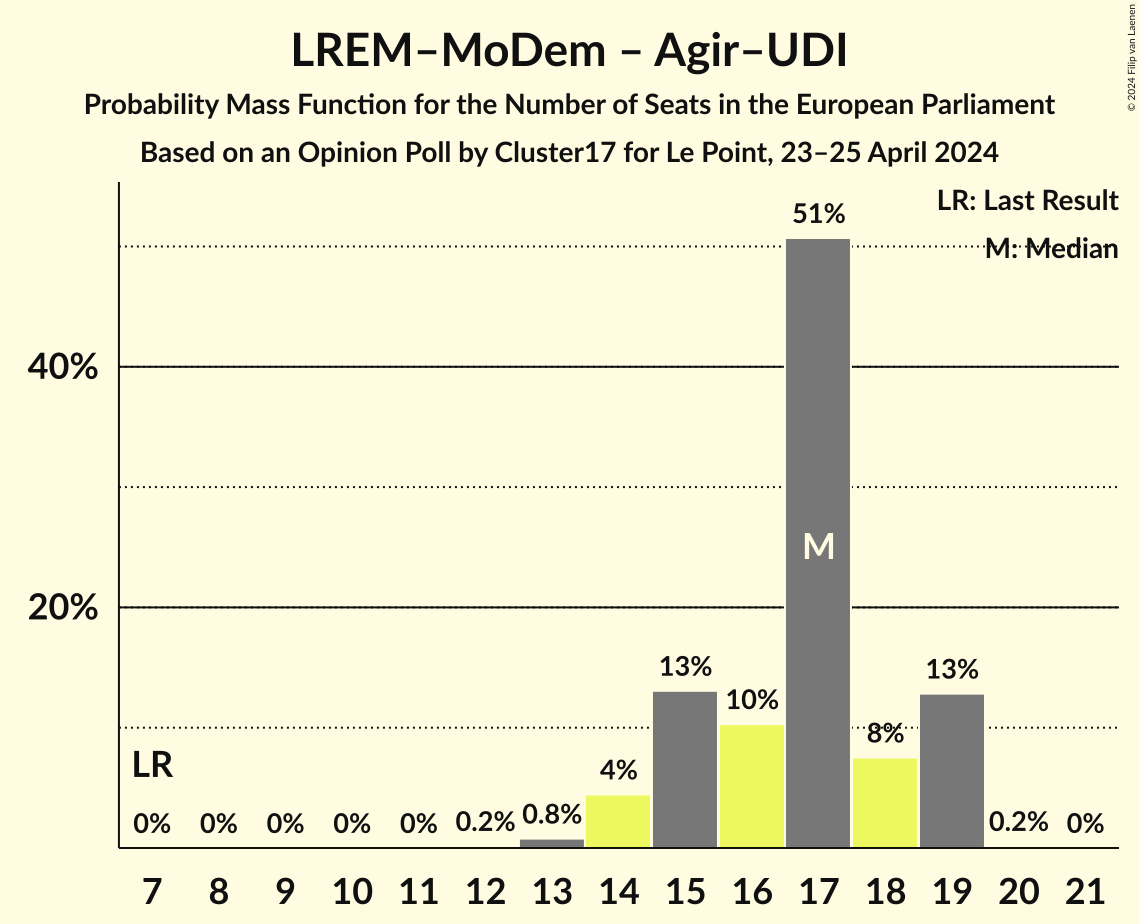 LREM–MoDem – Agir–UDI
Probability Mass Function for the Number of Seats in the European Parliament
Based on an Opinion Poll by Cluster17 for Le Point, 23–25 April 2024
© 2024 Filip van Laenen
LR: Last Result
M: Median
51%
40%
M
20%
13%
13%
10%
8%
LR
4%
0%
0%
0%
0%
0%
0.2%
0.8%
0.2%
0%
7 8 9 10 11 12 13 14 15 16 17 18 19 20 21